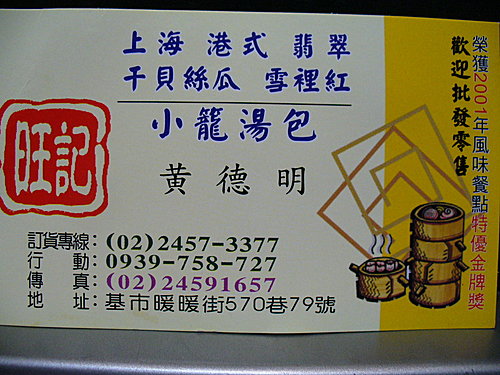 上海 港式 翡翠
干貝絲瓜 雪裡紅
小籠湯包
旺記
黃德明
訂貨專線：(02)2457-3377
行動：0939-758-727
傳真：(02)24591657
地址：基市暖暖街570巷79號
榮獲2001年風味餐點特優金牌獎
歡迎批發零售